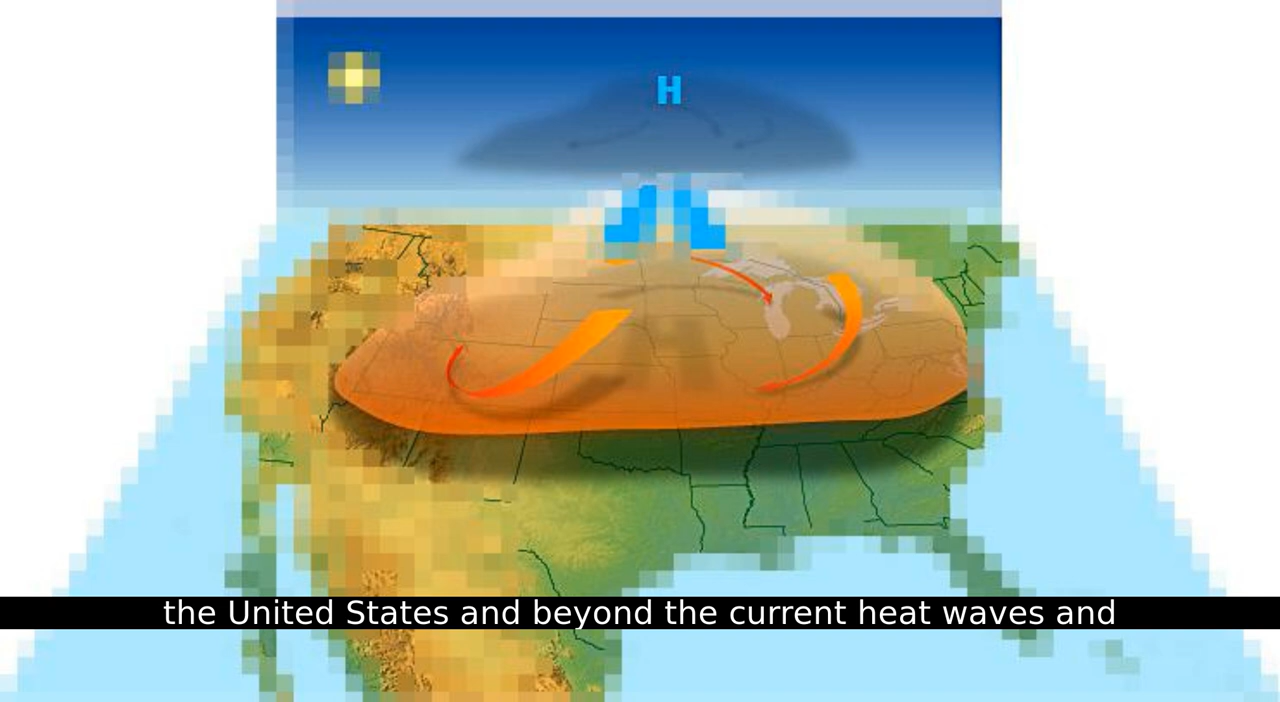 H
the United States and beyond the current heat waves and